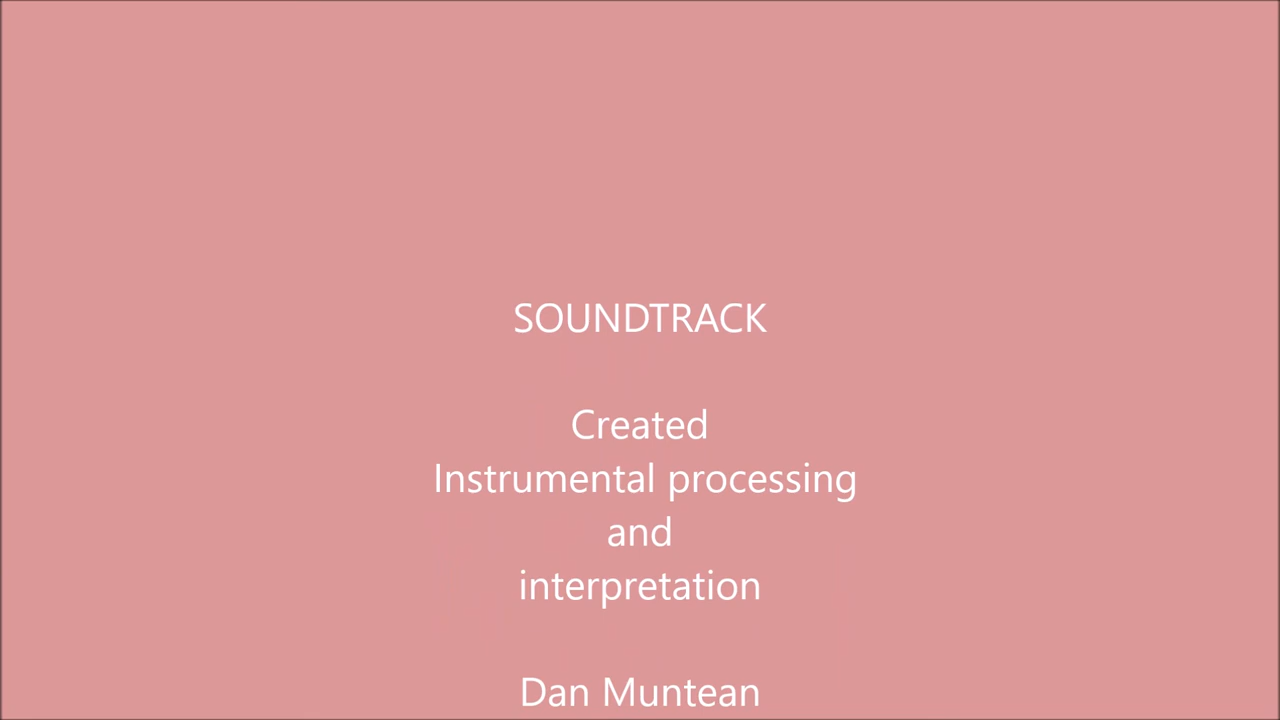 SOUNDTRACK
Created
Instrumental processing
and
interpretation
Dan Muntean